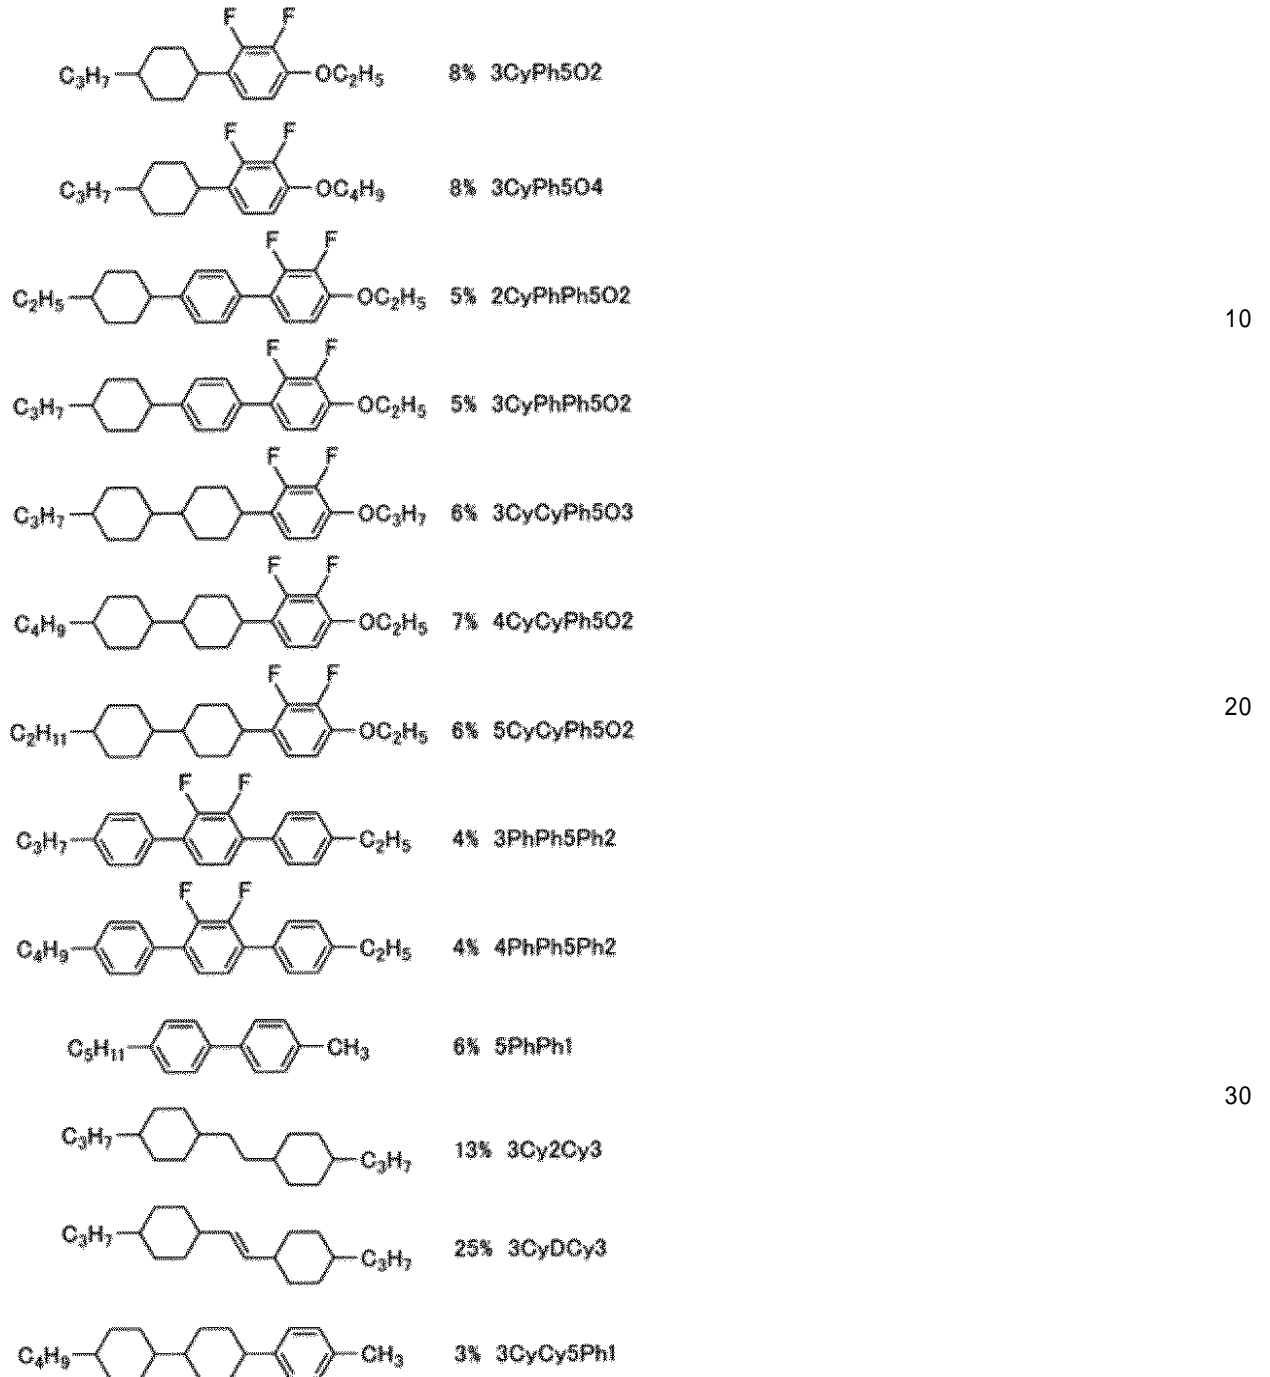 F F
C₃H₇ OC₂H₅ 8% 3CyPh5O2
F F
C₃H₇ OC₄H₉ 8% 3CyPh5O4
F F
C₂H₅ OC₂H₅ 5% 2CyPhPh5O2
10
F F
C₃H₇ OC₂H₅ 5% 3CyPhPh5O2
F F
C₃H₇ OC₃H₇ 6% 3CyCyPh5O3
F F
C₄H₉ OC₂H₅ 7% 4CyCyPh5O2
F F
20
C₂H₁₁ OC₂H₅ 6% 5CyCyPh5O2
F F
C₃H₇ C₂H₅ 4% 3PhPh5Ph2
F F
C₄H₉ C₂H₅ 4% 4PhPh5Ph2
C₅H₁₁ CH₃ 6% 5PhPh1
30
C₃H₇ C₃H₇ 13% 3Cy2Cy3
C₃H₇ C₃H₇ 25% 3CyDCy3
C₄H₉ CH₃ 3% 3CyCy5Ph1